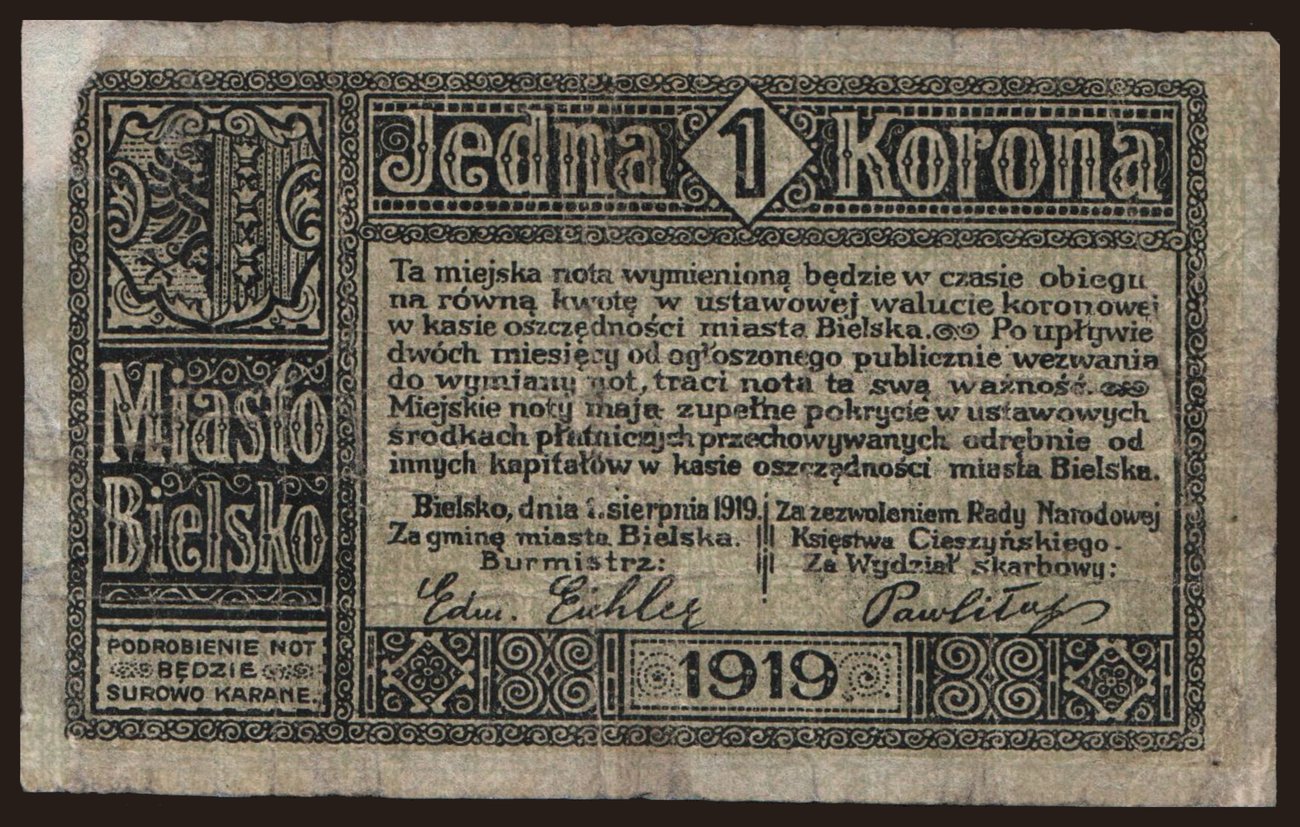 Jedna 1 Korona
Ta miejska nota wymienioną będzie w czasie obiegu
na równą kwotę w ustawowej walucie koronowej
w kasie oszczędności miasta Bielska. Po upływie
dwóch miesięcy od ogłoszonego publicznie wezwania
do wymiany not, traci nota ta swą ważność.
Miejskie noty mają zupełne pokrycie w ustawowych
środkach płatniczych przechowywanych odrębnie od
innych kapitałów w kasie oszczędności miasta Bielska.
Bielsko, dnia 1. sierpnia 1919.
Za gminę miasta Bielska.
Burmistrz:
Edm. Eichler
Za zezwoleniem Rady Narodowej
Księstwa Cieszyńskiego.
Za Wydział skarbowy:
Miasto
Bielsko
PODROBIENIE NOT
BĘDZIE
SUROWO KARANE.
1919